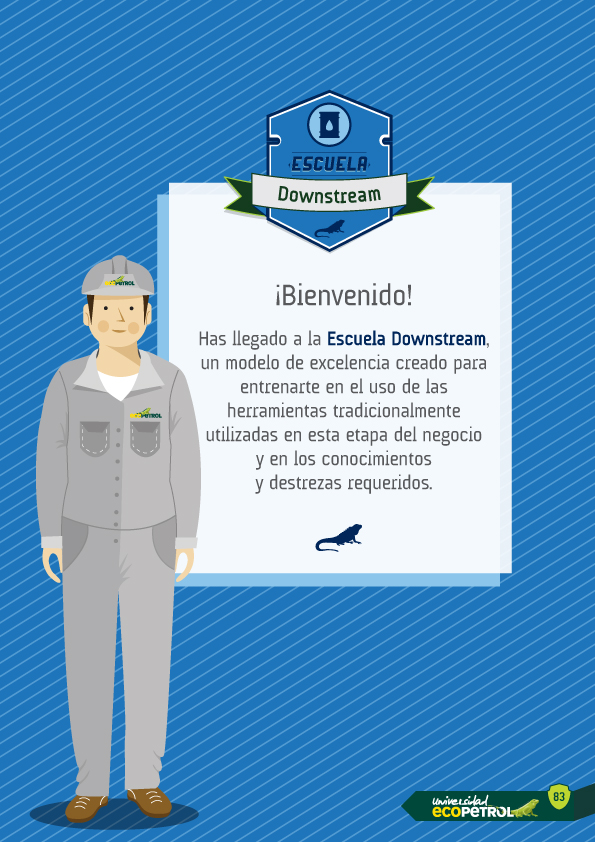 ESCUELA
Downstream
¡Bienvenido!
Has llegado a la Escuela Downstream,
un modelo de excelencia creado para
entrenarte en el uso de las
herramientas tradicionalmente
utilizadas en esta etapa del negocio
y en los conocimientos
y destrezas requeridos.
ECOPETROL
ECOPETROL
universidad
ECOPETROL
83